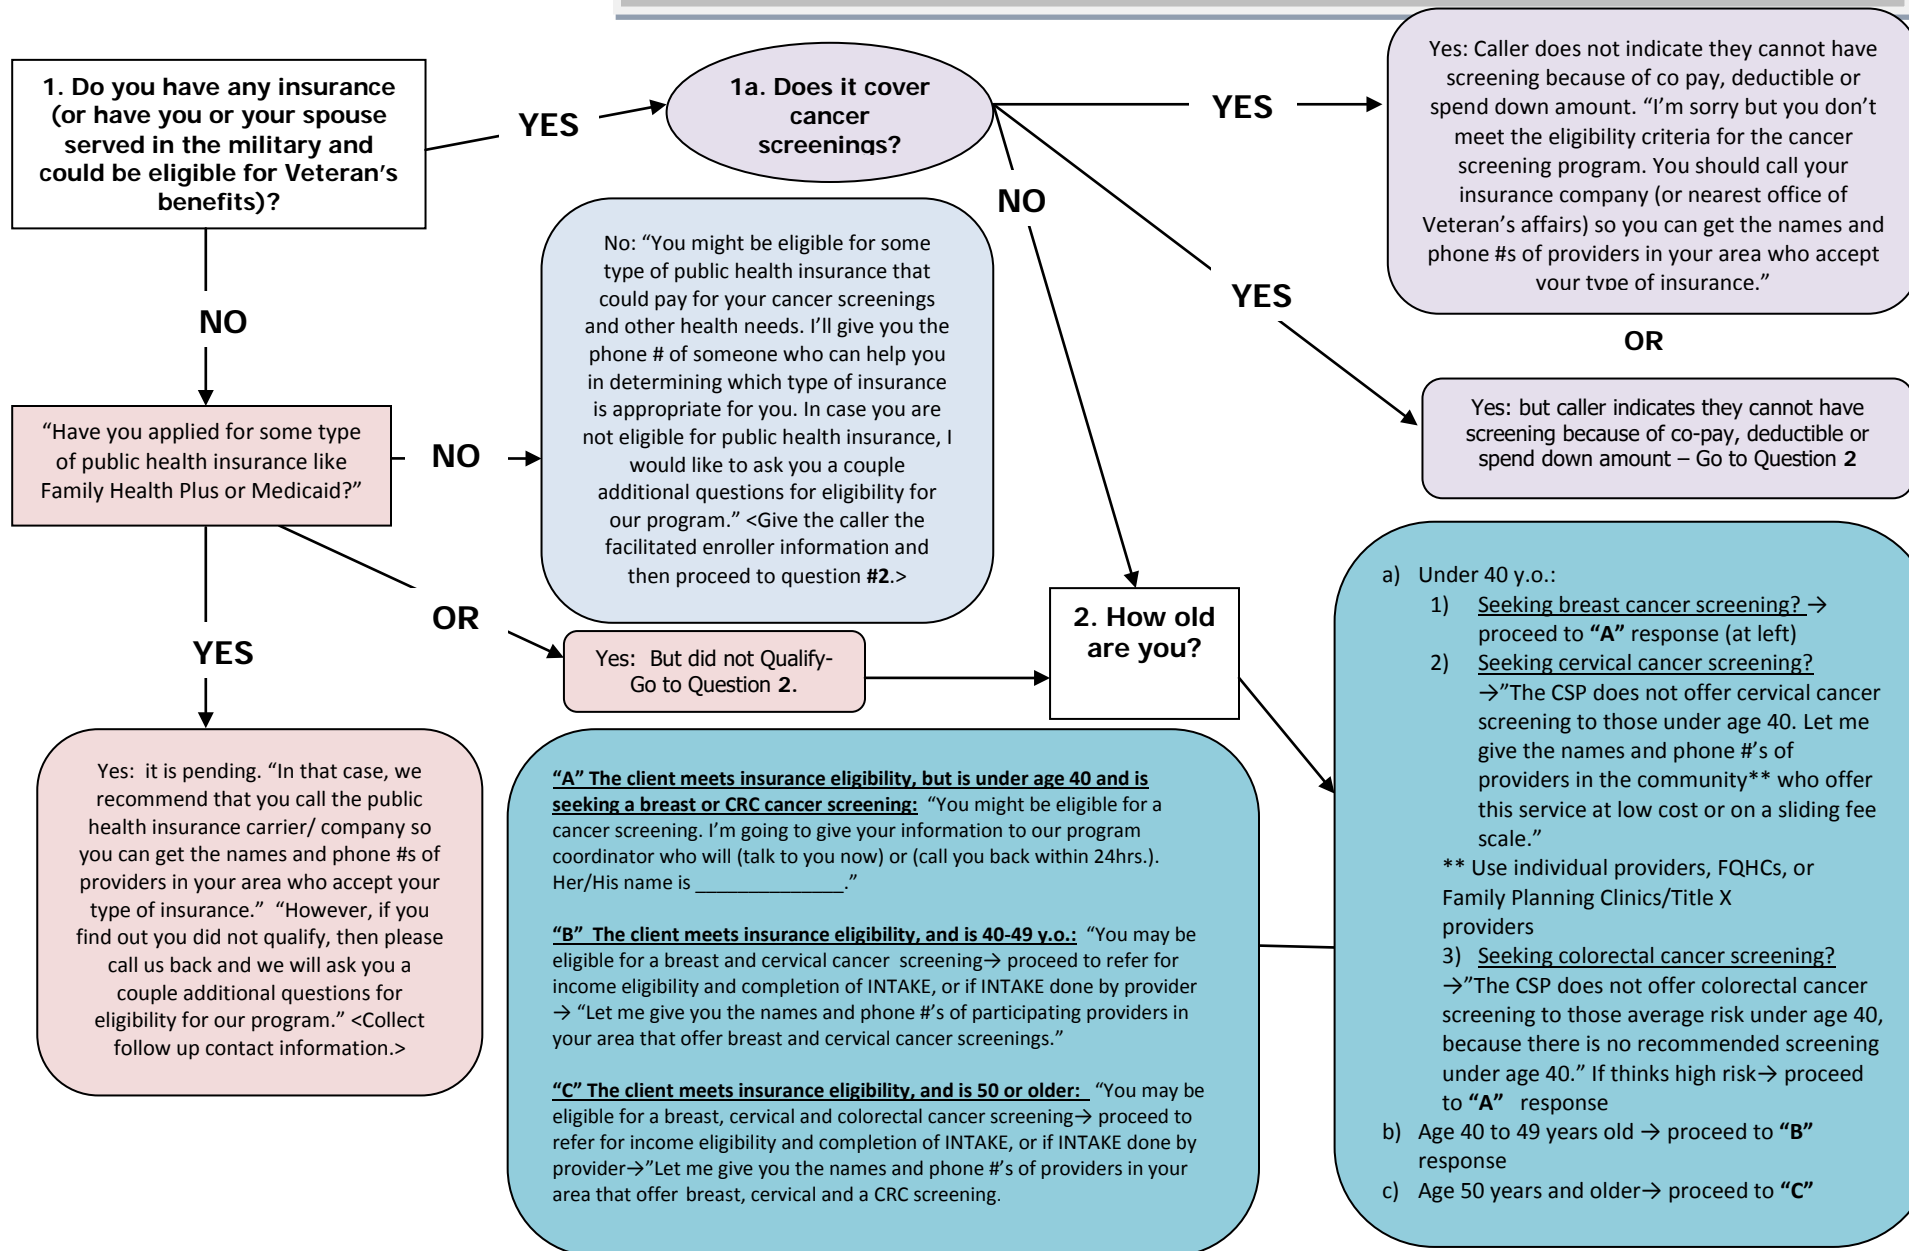 1. Do you have any insurance
(or have you or your spouse
served in the military and
could be eligible for Veteran’s
benefits)?
YES
1a. Does it cover
cancer
screenings?
YES
Yes: Caller does not indicate they cannot have
screening because of co pay, deductible or
spend down amount. “I’m sorry but you don’t
meet the eligibility criteria for the cancer
screening program. You should call your
insurance company (or nearest office of
Veteran’s affairs) so you can get the names and
phone #s of providers in your area who accept
your type of insurance.”
NO
YES
OR
Yes: but caller indicates they cannot have
screening because of co-pay, deductible or
spend down amount – Go to Question 2
NO
“Have you applied for some type
of public health insurance like
Family Health Plus or Medicaid?”
NO
No: “You might be eligible for some
type of public health insurance that
could pay for your cancer screenings
and other health needs. I’ll give you the
phone # of someone who can help you
in determining which type of insurance
is appropriate for you. In case you are
not eligible for public health insurance, I
would like to ask you a couple
additional questions for eligibility for
our program.” <Give the caller the
facilitated enroller information and
then proceed to question #2.>
OR
YES
Yes:  But did not Qualify-
Go to Question 2.
2. How old
are you?
Yes:  it is pending. “In that case, we
recommend that you call the public
health insurance carrier/ company so
you can get the names and phone #s of
providers in your area who accept your
type of insurance.”  “However, if you
find out you did not qualify, then please
call us back and we will ask you a
couple additional questions for
eligibility for our program.” <Collect
follow up contact information.>
“A” The client meets insurance eligibility, but is under age 40 and is
seeking a breast or CRC cancer screening:  “You might be eligible for a
cancer screening. I’m going to give your information to our program
coordinator who will (talk to you now) or (call you back within 24hrs.).
Her/His name is ______________.”
“B”  The client meets insurance eligibility, and is 40-49 y.o.:  “You may be
eligible for a breast and cervical cancer  screening→ proceed to refer for
income eligibility and completion of INTAKE, or if INTAKE done by provider
→ “Let me give you the names and phone #’s of participating providers in
your area that offer breast and cervical cancer screenings.”
“C” The client meets insurance eligibility, and is 50 or older:  “You may be
eligible for a breast, cervical and colorectal cancer screening→ proceed to
refer for income eligibility and completion of INTAKE, or if INTAKE done by
provider→”Let me give you the names and phone #’s of providers in your
area that offer breast, cervical and a CRC screening.
a) Under 40 y.o.:
1) Seeking breast cancer screening? →
proceed to “A” response (at left)
2) Seeking cervical cancer screening?
→”The CSP does not offer cervical cancer
screening to those under age 40. Let me
give the names and phone #’s of
providers in the community** who offer
this service at low cost or on a sliding fee
scale.”
** Use individual providers, FQHCs, or
Family Planning Clinics/Title X
providers
3) Seeking colorectal cancer screening?
→”The CSP does not offer colorectal cancer
screening to those average risk under age 40,
because there is no recommended screening
under age 40.” If thinks high risk→ proceed
to “A”  response
b) Age 40 to 49 years old → proceed to “B”
response
c) Age 50 years and older→ proceed to “C”